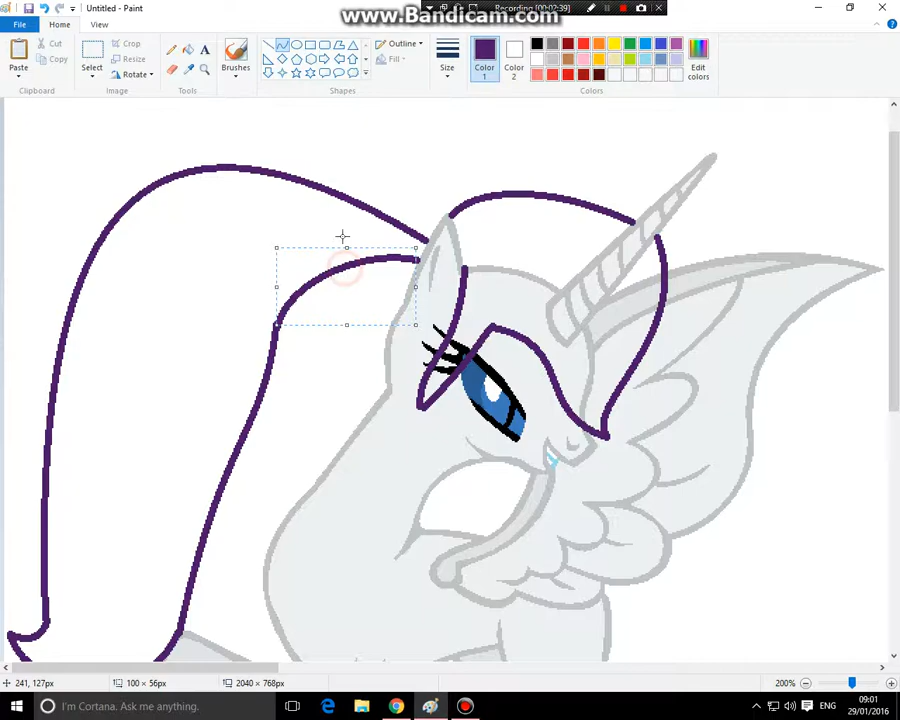 Untitled - Paint
www.Bandicam.com
Recording [00:02:39]
File
Home
View
Paste
Cut
Copy
Clipboard
Select
Crop
Resize
Rotate
Image
A
Tools
Brushes
Outline
Fill
Shapes
Size
Color
1
Color
2
Edit
colors
Colors
241, 127px
100 × 56px
2040 × 768px
200%
I'm Cortana. Ask me anything.
09:01
29/01/2016